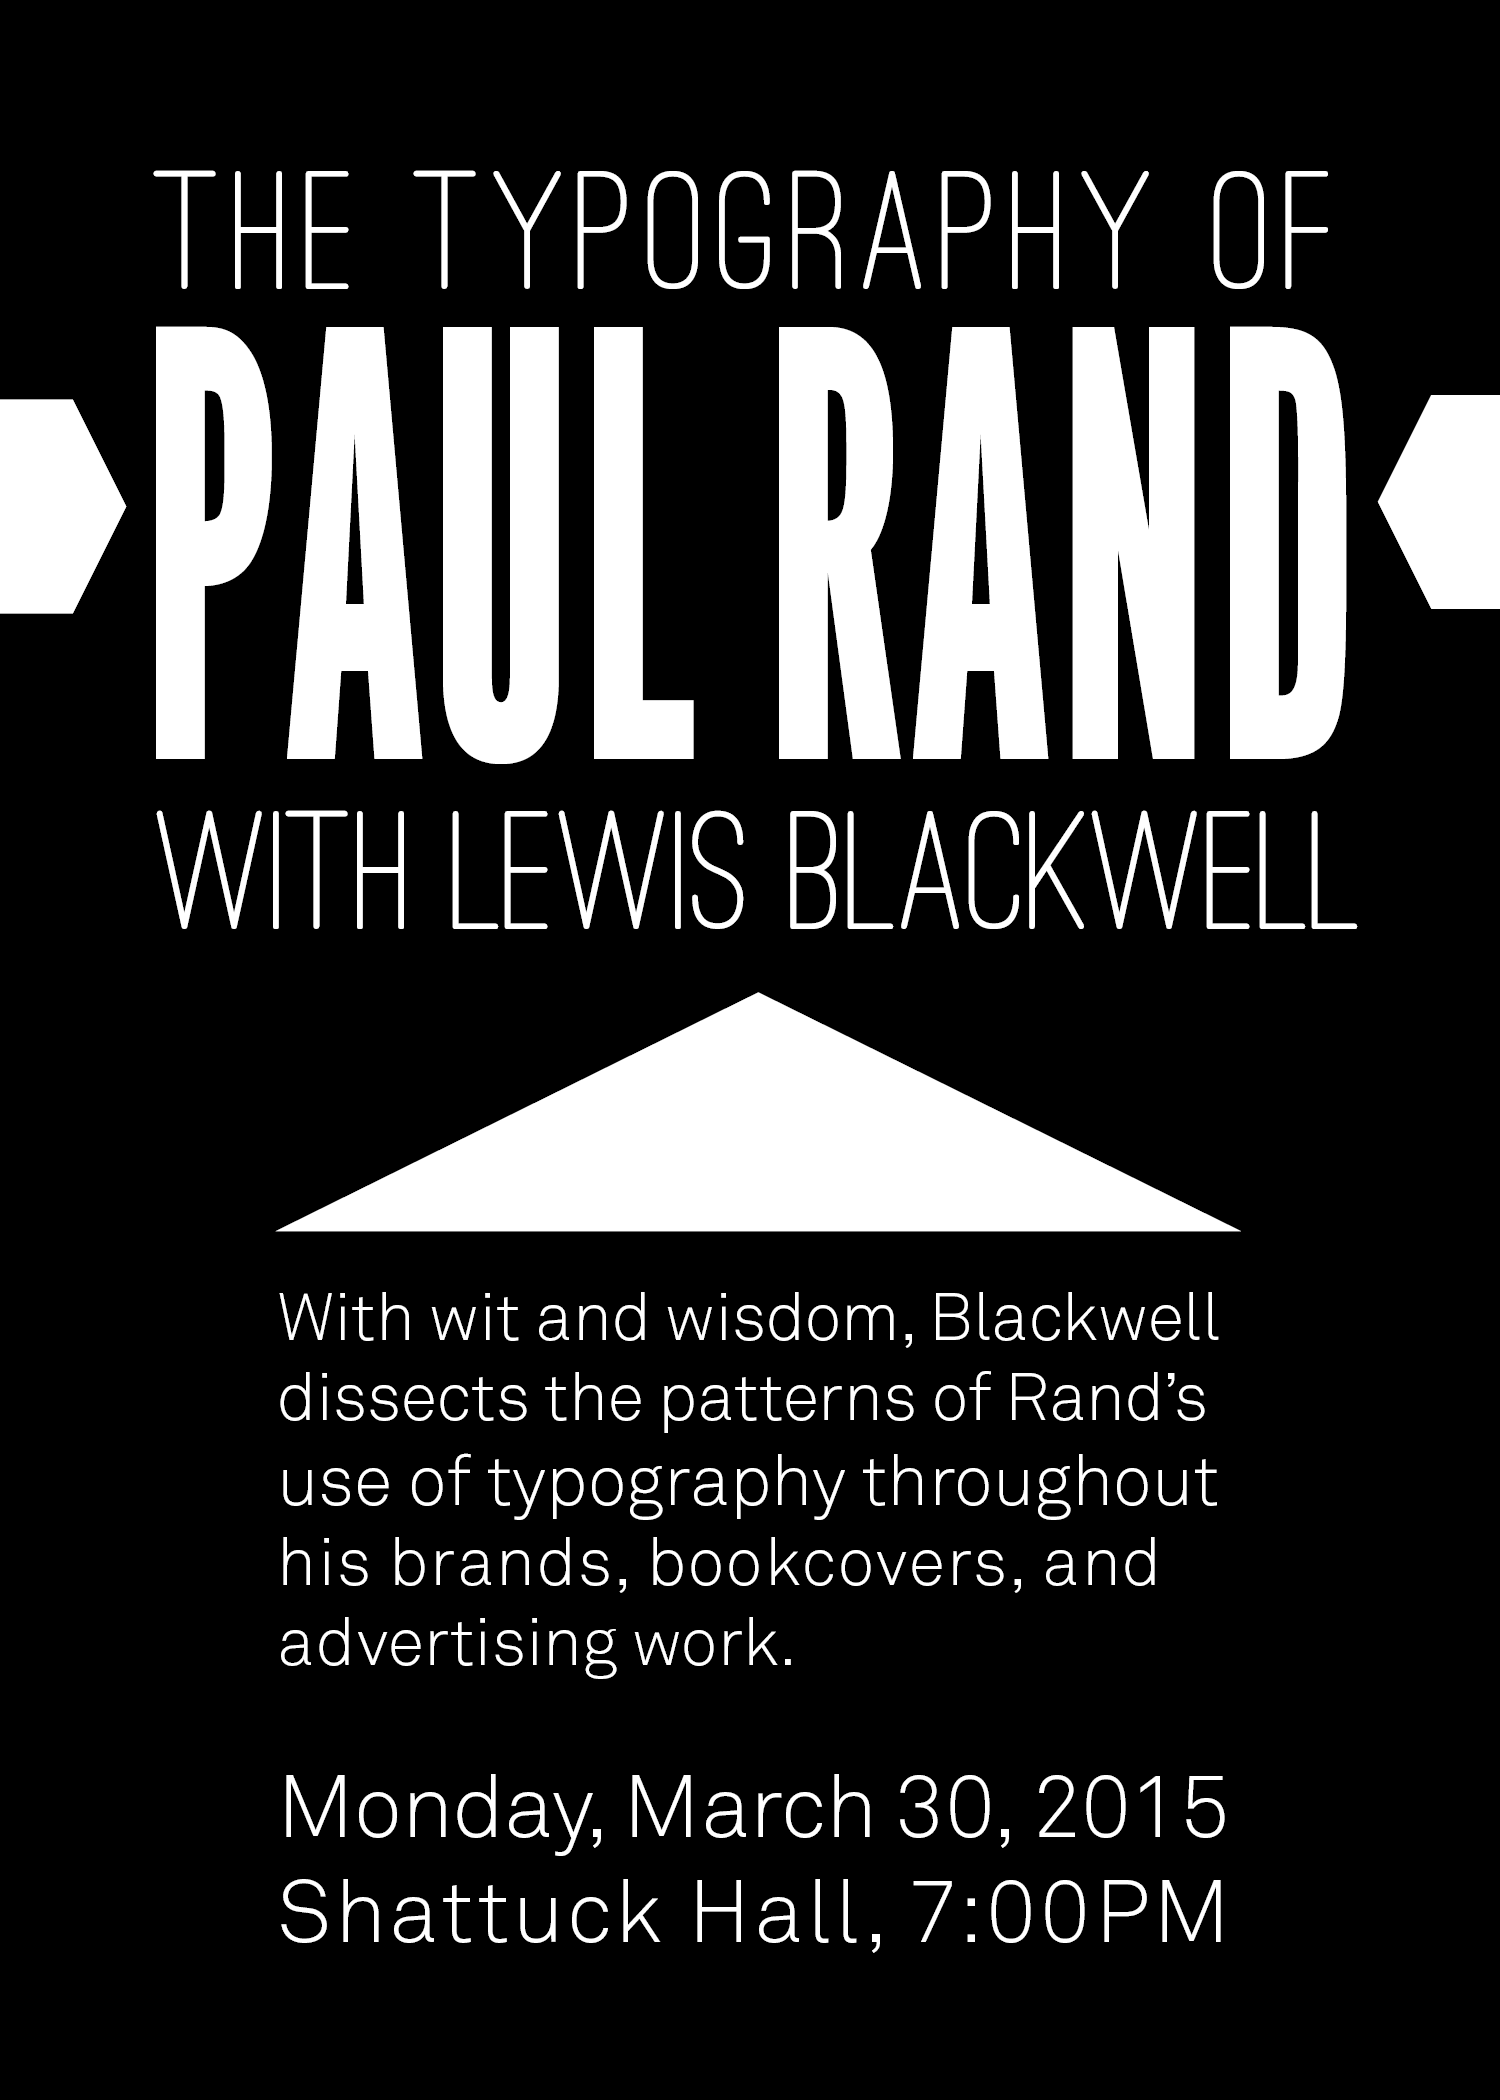 THE TYPOGRAPHY OF
PAUL RAND
WITH LEWIS BLACKWELL
With wit and wisdom, Blackwell
dissects the patterns of Rand’s
use of typography throughout
his brands, bookcovers, and
advertising work.
Monday, March 30, 2015
Shattuck Hall, 7:00PM